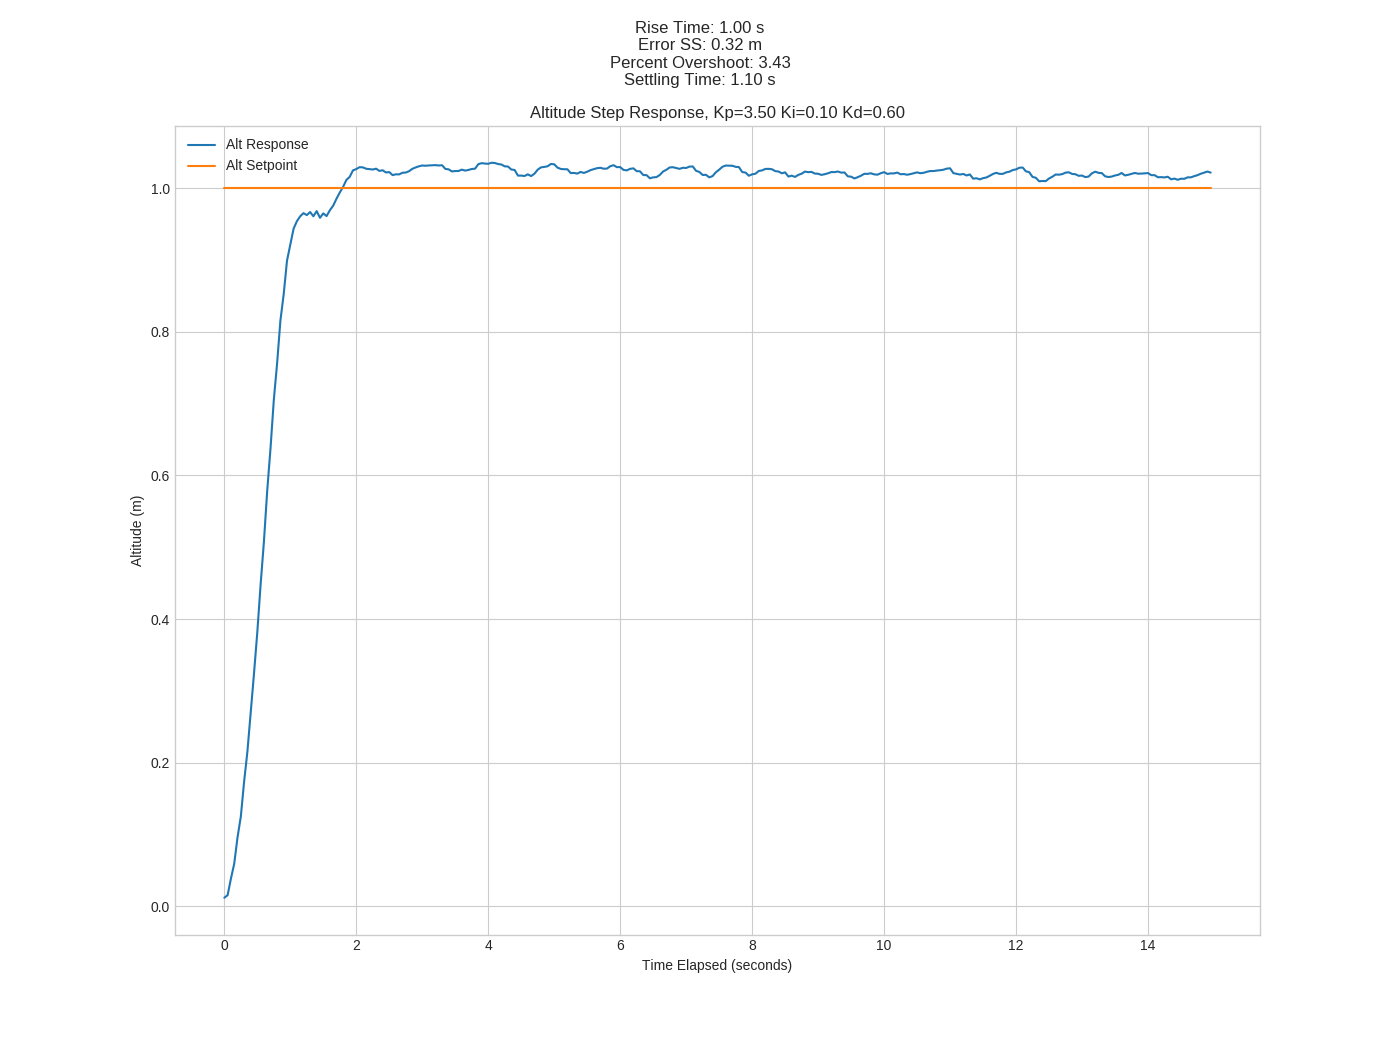 Rise Time: 1.00 s
Error SS: 0.32 m
Percent Overshoot: 3.43
Settling Time: 1.10 s
Altitude Step Response, Kp=3.50 Ki=0.10 Kd=0.60
Alt Response
Alt Setpoint
1.0
0.8
0.6
0.4
0.2
0.0
Altitude (m)
0 2 4 6 8 10 12 14
Time Elapsed (seconds)